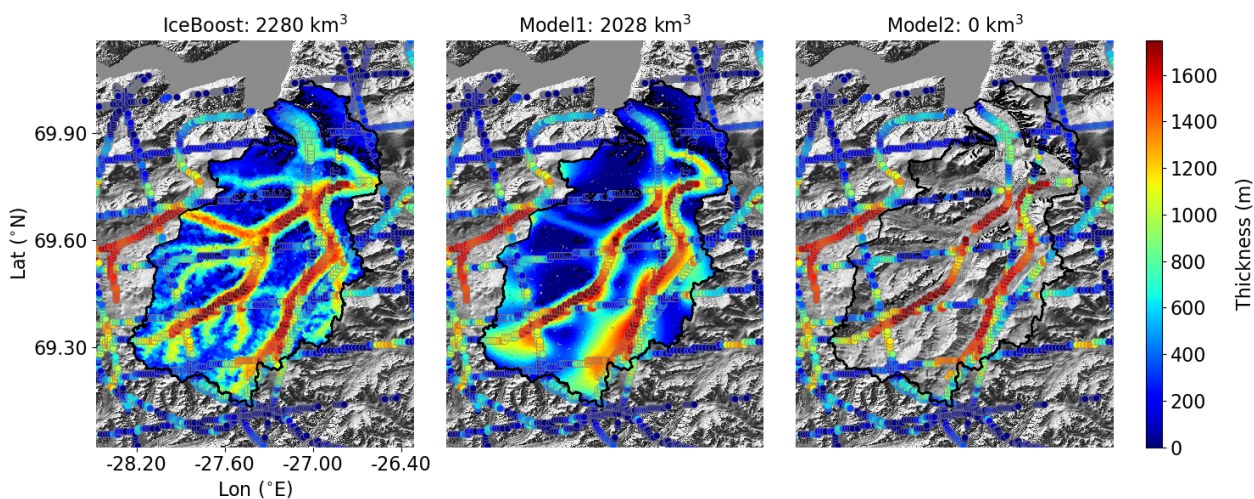 IceBoost: 2280 km³
Model1: 2028 km³
Model2: 0 km³
Lat (°N)
69.90
69.60
69.30
-28.20 -27.60 -27.00 -26.40
Lon (°E)
1600
1400
1200
1000
800
600
400
200
0
Thickness (m)